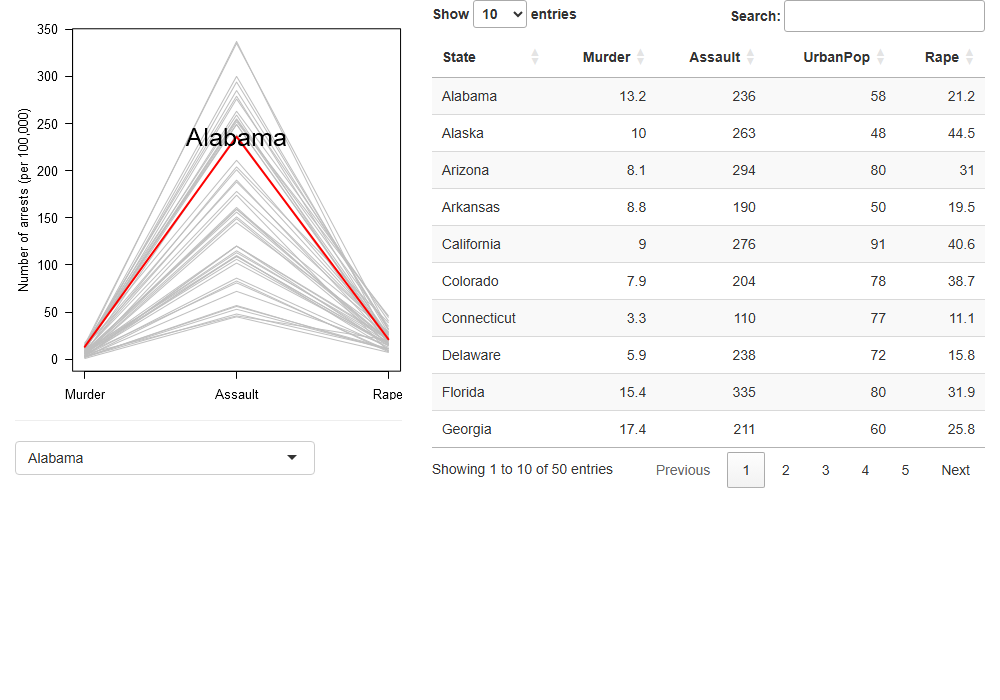 350
300
250
200
150
100
50
0
Number of arrests (per 100,000)
Alabama
Murder Assault Rape
Alabama
Show 10 entries
Search:
State Murder Assault UrbanPop Rape
Alabama 13.2 236 58 21.2
Alaska 10 263 48 44.5
Arizona 8.1 294 80 31
Arkansas 8.8 190 50 19.5
California 9 276 91 40.6
Colorado 7.9 204 78 38.7
Connecticut 3.3 110 77 11.1
Delaware 5.9 238 72 15.8
Florida 15.4 335 80 31.9
Georgia 17.4 211 60 25.8
Showing 1 to 10 of 50 entries
Previous 1 2 3 4 5 Next